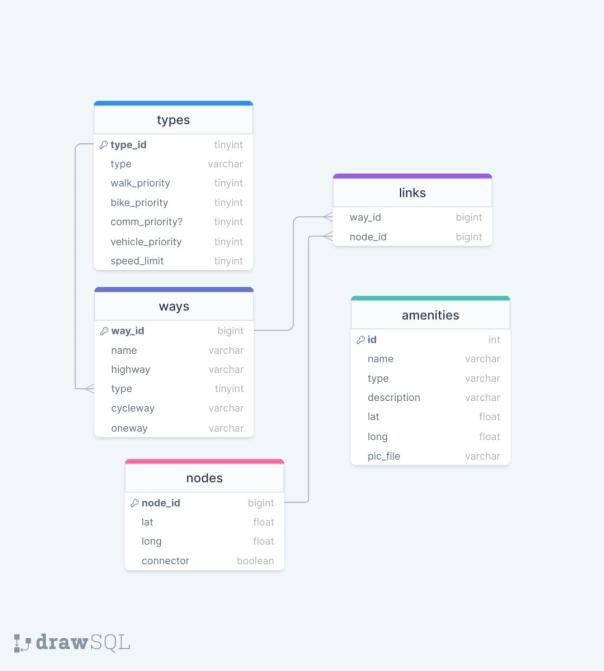 types
type_id tinyint
type varchar
walk_priority tinyint
bike_priority tinyint
comm_priority? tinyint
vehicle_priority tinyint
speed_limit tinyint
links
way_id bigint
node_id bigint
ways
way_id bigint
name varchar
highway varchar
type tinyint
cycleway varchar
oneway varchar
amenities
id int
name varchar
type varchar
description varchar
lat float
long float
pic_file varchar
nodes
node_id bigint
lat float
long float
connector boolean
drawSQL